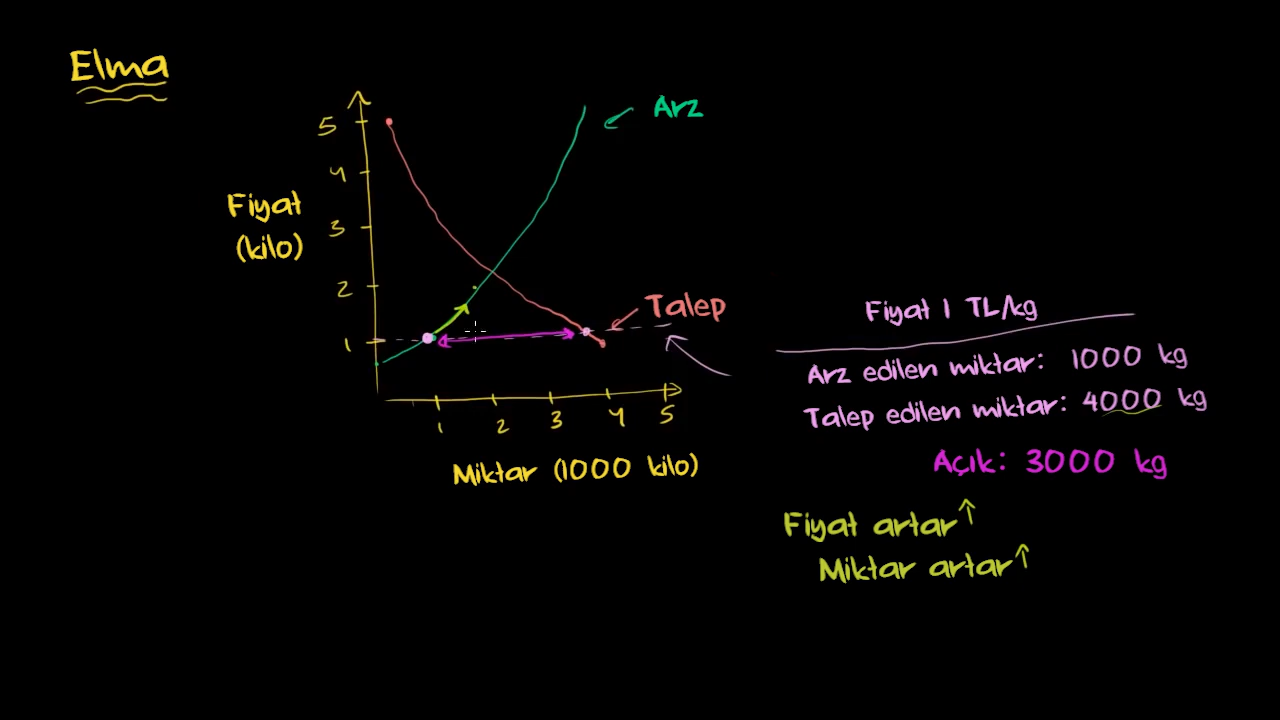 Elma
Arz
5
4
Fiyat
(kilo)
3
2
1
Talep
1 2 3 4 5
Miktar (1000 kilo)
Fiyat 1 TL/kg
Arz edilen miktar: 1000 kg
Talep edilen miktar: 4000 kg
Açık: 3000 kg
Fiyat artar↑
Miktar artar↑